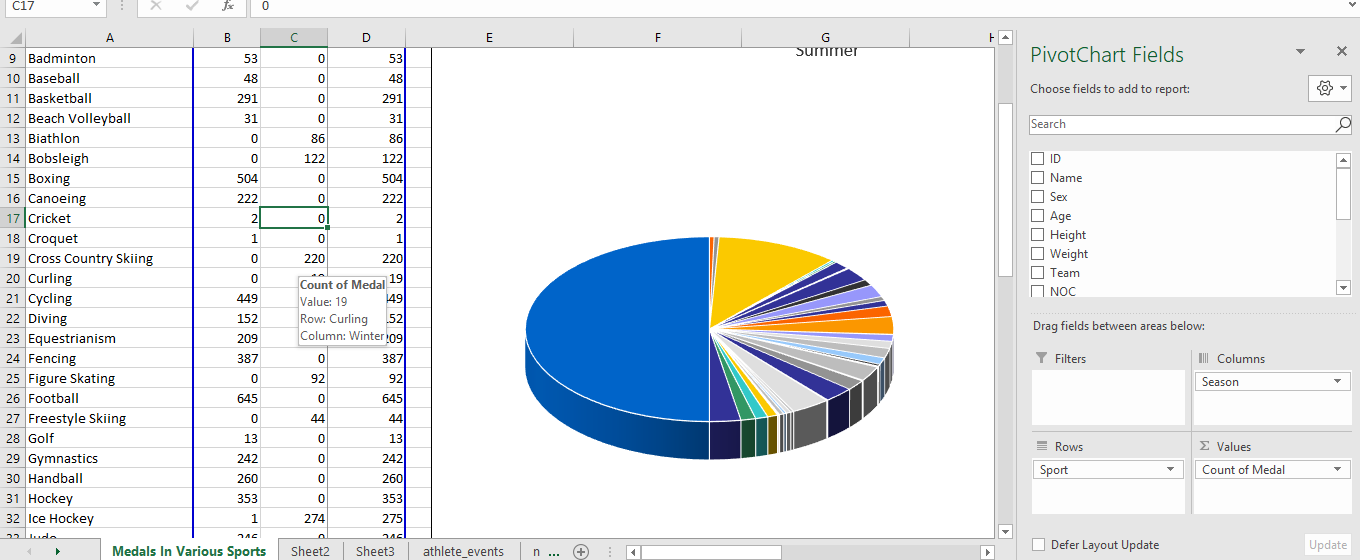 C17 fx 0
A B C D E F G H
9 Badminton 53 0 53
10 Baseball 48 0 48
11 Basketball 291 0 291
12 Beach Volleyball 31 0 31
13 Biathlon 0 86 86
14 Bobsleigh 0 122 122
15 Boxing 504 0 504
16 Canoeing 222 0 222
17 Cricket 2 0 2
18 Croquet 1 0 1
19 Cross Country Skiing 0 220 220
20 Curling 0 19 19
21 Cycling 449 449
22 Diving 152 152
23 Equestrianism 209 209
24 Fencing 387 0 387
25 Figure Skating 0 92 92
26 Football 645 0 645
27 Freestyle Skiing 0 44 44
28 Golf 13 0 13
29 Gymnastics 242 0 242
30 Handball 260 0 260
31 Hockey 353 0 353
32 Ice Hockey 1 274 275
33 Judo 246 0 246
Count of Medal
Value: 19
Row: Curling
Column: Winter
Summer
PivotChart Fields
Choose fields to add to report:
Search
ID
Name
Sex
Age
Height
Weight
Team
NOC
Drag fields between areas below:
Filters
Columns
Season
Rows
Sport
Σ Values
Count of Medal
Medals In Various Sports Sheet2 Sheet3 athlete_events n ...
Defer Layout Update
Update